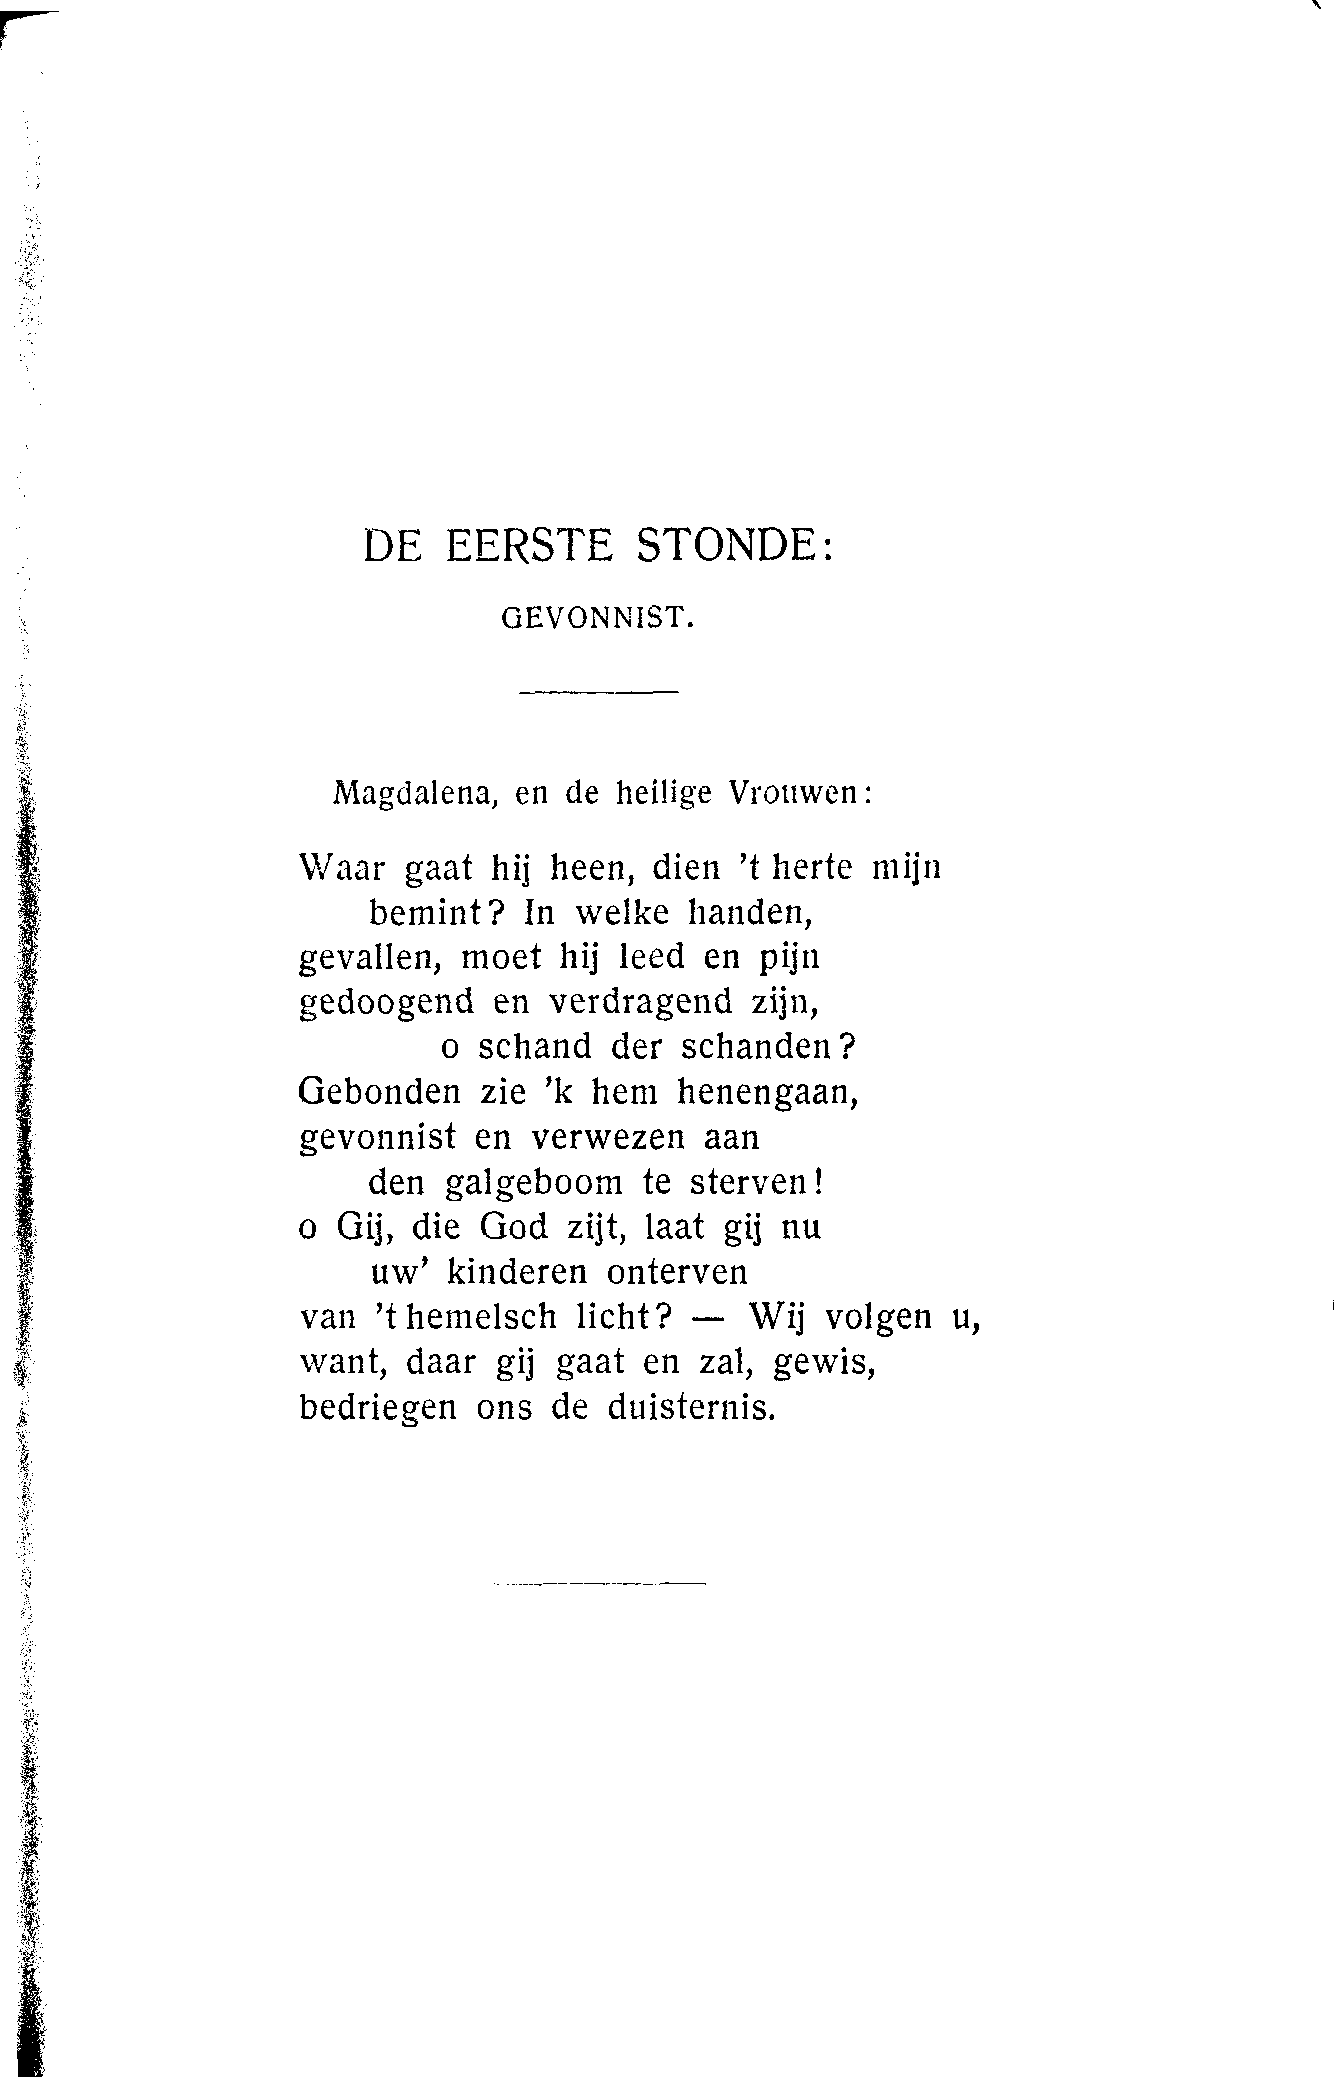 DE EERSTE STONDE:
GEVONNIST.
Magdalena, en de heilige Vrouwen:
Waar gaat hij heen, dien 't herte mijn
bemint? In welke handen,
gevallen, moet hij leed en pijn
gedoogend en verdragend zijn,
o schand der schanden?
Gebonden zie 'k hem henengaan,
gevonnist en verwezen aan
den galgeboom te sterven!
o Gij, die God zijt, laat gij nu
uw' kinderen onterven
van 't hemelsch licht? — Wij volgen u,
want, daar gij gaat en zal, gewis,
bedriegen ons de duisternis.